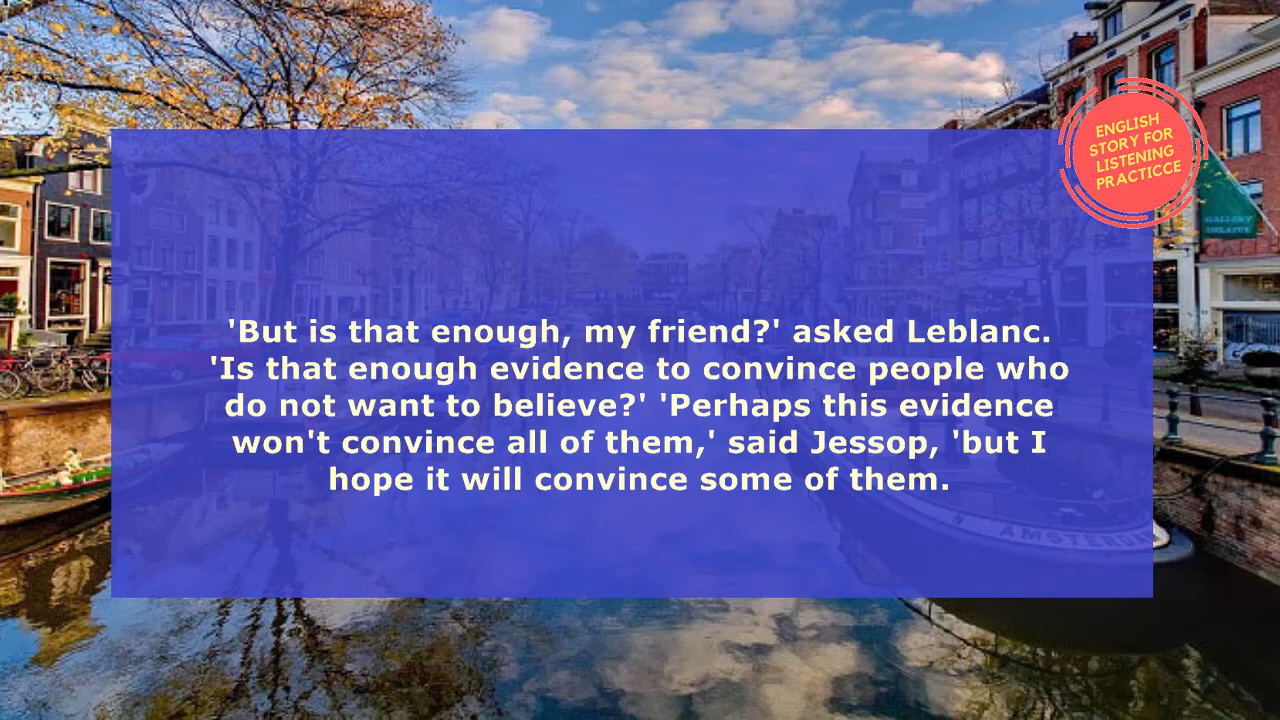 ENGLISH
STORY FOR
LISTENING
PRACTICCE
GALLERY
'But is that enough, my friend?' asked Leblanc.
'Is that enough evidence to convince people who
do not want to believe?' 'Perhaps this evidence
won't convince all of them,' said Jessop, 'but I
hope it will convince some of them.
AMSTERDAM